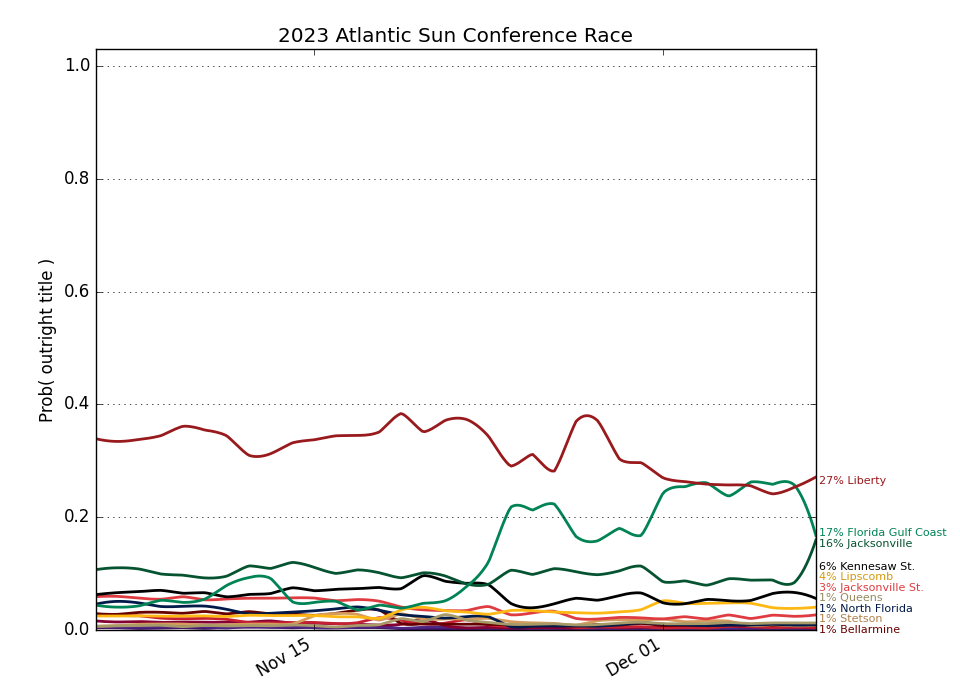 2023 Atlantic Sun Conference Race
Prob( outright title )
1.0
0.8
0.6
0.4
0.2
0.0
Nov 15
Dec 01
27% Liberty
17% Florida Gulf Coast
16% Jacksonville
6% Kennesaw St.
4% Lipscomb
3% Jacksonville St.
1% Queens
1% North Florida
1% Stetson
1% Bellarmine